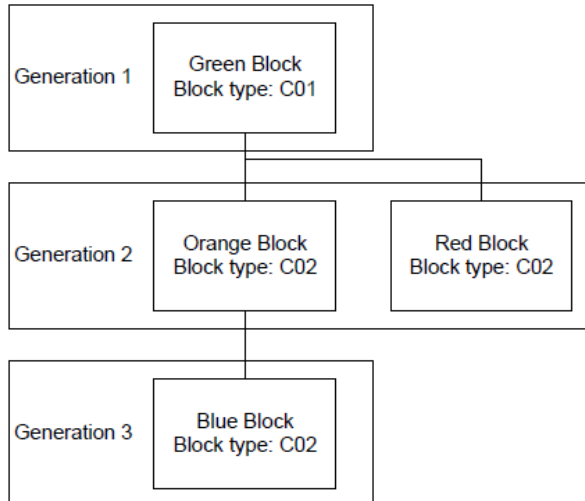 Generation 1
Green Block
Block type: C01
Generation 2
Orange Block
Block type: C02
Red Block
Block type: C02
Generation 3
Blue Block
Block type: C02